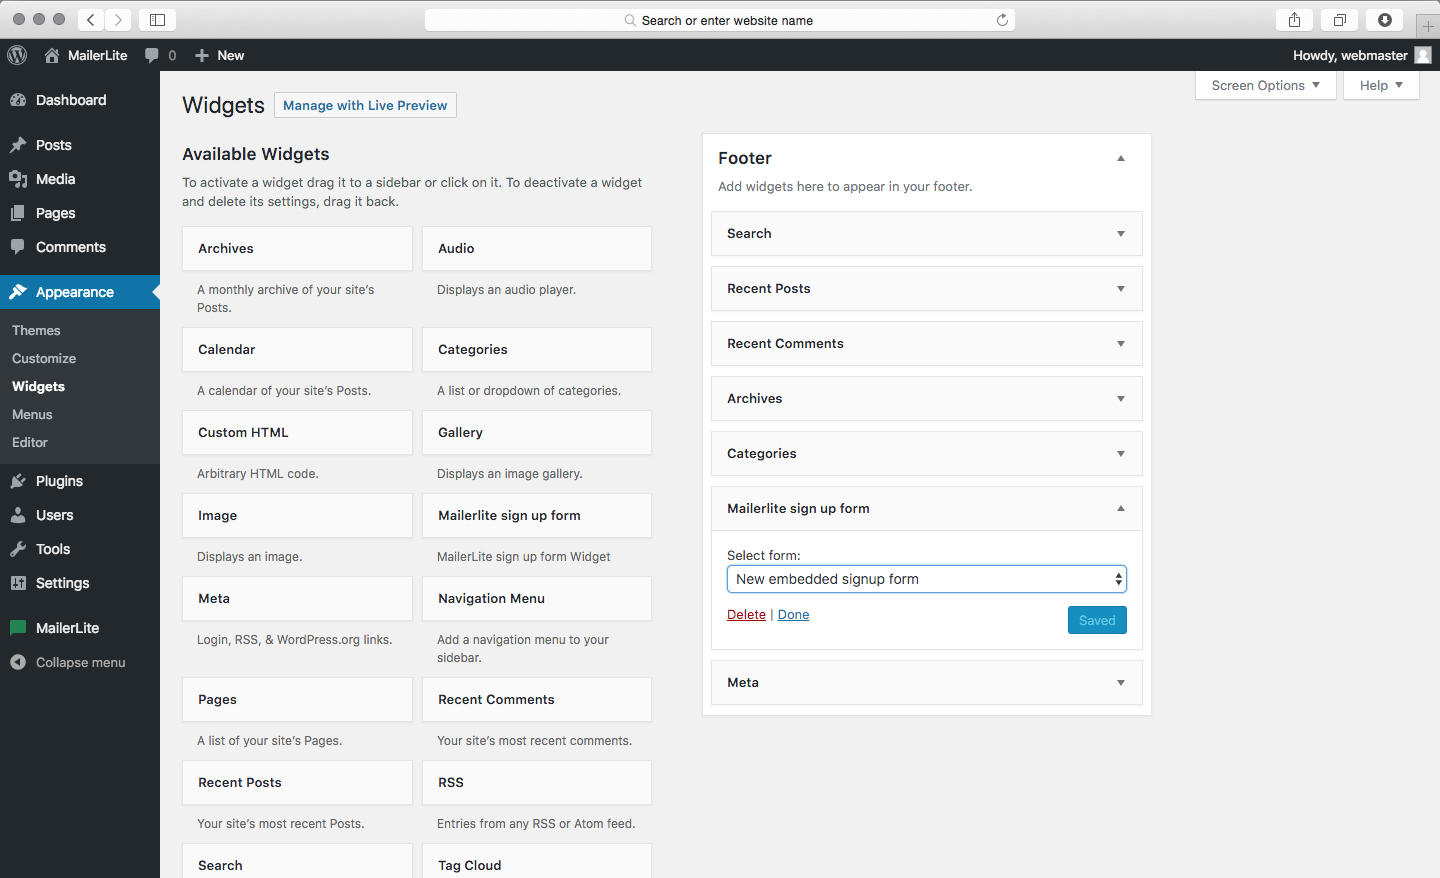 Search or enter website name
MailerLite
0
New
Howdy, webmaster
Dashboard
Posts
Media
Pages
Comments
Appearance
Themes
Customize
Widgets
Menus
Editor
Plugins
Users
Tools
Settings
MailerLite
Collapse menu
Screen Options
Help
Widgets
Manage with Live Preview
Available Widgets
To activate a widget drag it to a sidebar or click on it. To deactivate a widget
and delete its settings, drag it back.
Archives
Audio
A monthly archive of your site's
Posts.
Displays an audio player.
Calendar
Categories
A calendar of your site's Posts.
A list or dropdown of categories.
Custom HTML
Gallery
Arbitrary HTML code.
Displays an image gallery.
Image
Mailerlite sign up form
Displays an image.
MailerLite sign up form Widget
Meta
Navigation Menu
Login, RSS, & WordPress.org links.
Add a navigation menu to your
sidebar.
Pages
Recent Comments
A list of your site's Pages.
Your site's most recent comments.
Recent Posts
RSS
Your site's most recent Posts.
Entries from any RSS or Atom feed.
Search
Tag Cloud
Footer
Add widgets here to appear in your footer.
Search
Recent Posts
Recent Comments
Archives
Categories
Mailerlite sign up form
Select form:
New embedded signup form
Delete | Done
Saved
Meta